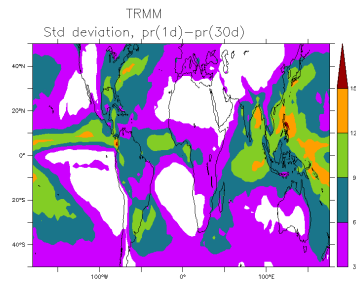 TRMM
Std deviation, pr(1d)-pr(30d)
40°N
20°N
0°
20°S
40°S
100°W
0°
100°E
15
12
9
6
3